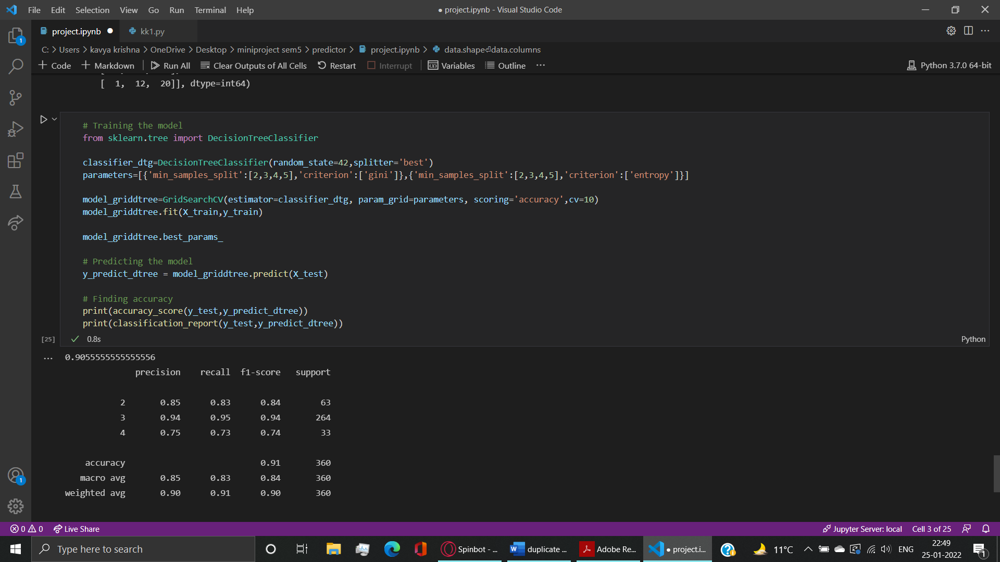 File Edit Selection View Go Run Terminal Help ● project.ipynb - Visual Studio Code
project.ipynb ● kk1.py
C: > Users > kavya krishna > OneDrive > Desktop > miniproject sem5 > predictor > project.ipynb > data.shape⏎data.columns
+ Code + Markdown | Run All Clear Outputs of All Cells Restart Interrupt | Variables Outline ··· Python 3.7.0 64-bit
[  1,  12,  20]], dtype=int64)
# Training the model
from sklearn.tree import DecisionTreeClassifier
classifier_dtg=DecisionTreeClassifier(random_state=42,splitter='best')
parameters=[{'min_samples_split':[2,3,4,5],'criterion':['gini']},{'min_samples_split':[2,3,4,5],'criterion':['entropy']}]
model_griddtree=GridSearchCV(estimator=classifier_dtg, param_grid=parameters, scoring='accuracy',cv=10)
model_griddtree.fit(X_train,y_train)
model_griddtree.best_params_
# Predicting the model
y_predict_dtree = model_griddtree.predict(X_test)
# Finding accuracy
print(accuracy_score(y_test,y_predict_dtree))
print(classification_report(y_test,y_predict_dtree))
[25] ✓ 0.8s Python
··· 0.9055555555555556
precision recall f1-score support
2 0.85 0.83 0.84 63
3 0.94 0.95 0.94 264
4 0.75 0.73 0.74 33
accuracy 0.91 360
macro avg 0.85 0.83 0.84 360
weighted avg 0.90 0.91 0.90 360
1
1
0 0 Live Share Jupyter Server: local Cell 3 of 25
Type here to search Spinbot - ... duplicate ... Adobe Re... ● project.i... 11°C ENG 22:49
25-01-2022 1